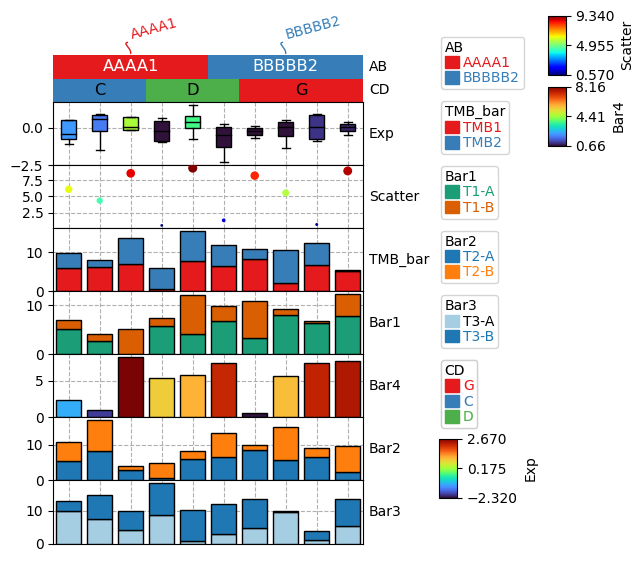 AAAA1 BBBBB2
AAAA1 BBBBB2 AB
C D G CD
0.0 Exp
−2.5
7.5
5.0 Scatter
2.5
10 TMB_bar
0
10 Bar1
0
5 Bar4
0
10 Bar2
0
10 Bar3
0
AB
AAAA1
BBBBB2
TMB_bar
TMB1
TMB2
Bar1
T1-A
T1-B
Bar2
T2-A
T2-B
Bar3
T3-A
T3-B
CD
G
C
D
2.670
0.175
−2.320
Exp
9.340
4.955
0.570
Scatter
8.16
4.41
0.66
Bar4